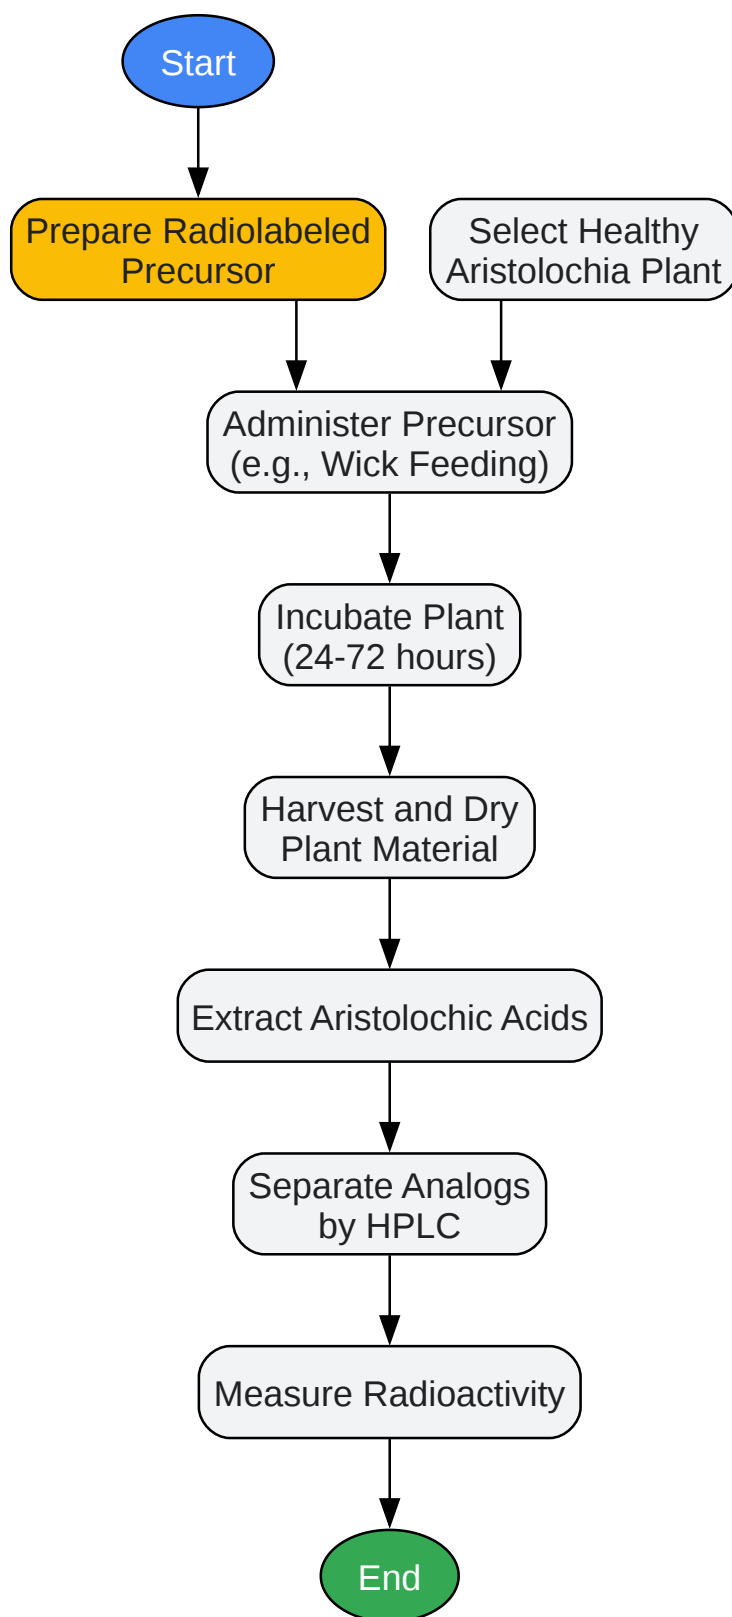 Start
Prepare Radiolabeled
Precursor
Select Healthy
Aristolochia Plant
Administer Precursor
(e.g., Wick Feeding)
Incubate Plant
(24-72 hours)
Harvest and Dry
Plant Material
Extract Aristolochic Acids
Separate Analogs
by HPLC
Measure Radioactivity
End